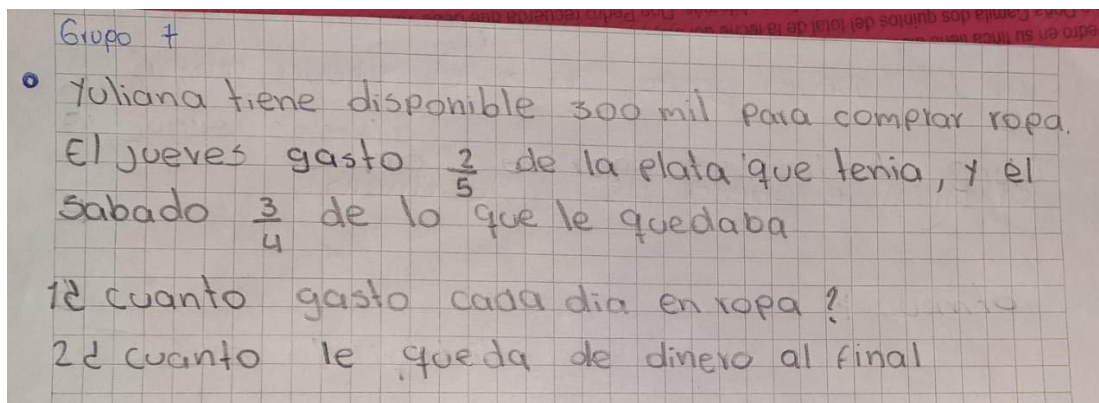 Grupo 7
Yuliana tiene disponible 300 mil para comprar ropa.
El jueves gasto 2/5 de la plata que tenia, y el
sabado 3/4 de lo que le quedaba
1¿ cuanto gasto cada dia en ropa?
2¿ cuanto le queda de dinero al final